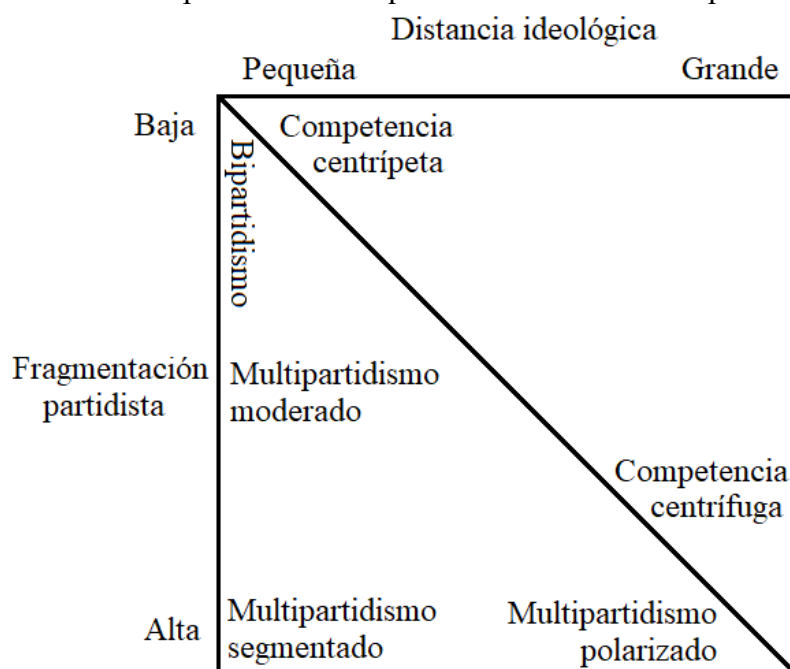 Distancia ideológica
Pequeña
Grande
Baja
Competencia
centrípeta
Bipartidismo
Fragmentación
partidista
Multipartidismo
moderado
Competencia
centrífuga
Alta
Multipartidismo
segmentado
Multipartidismo
polarizado